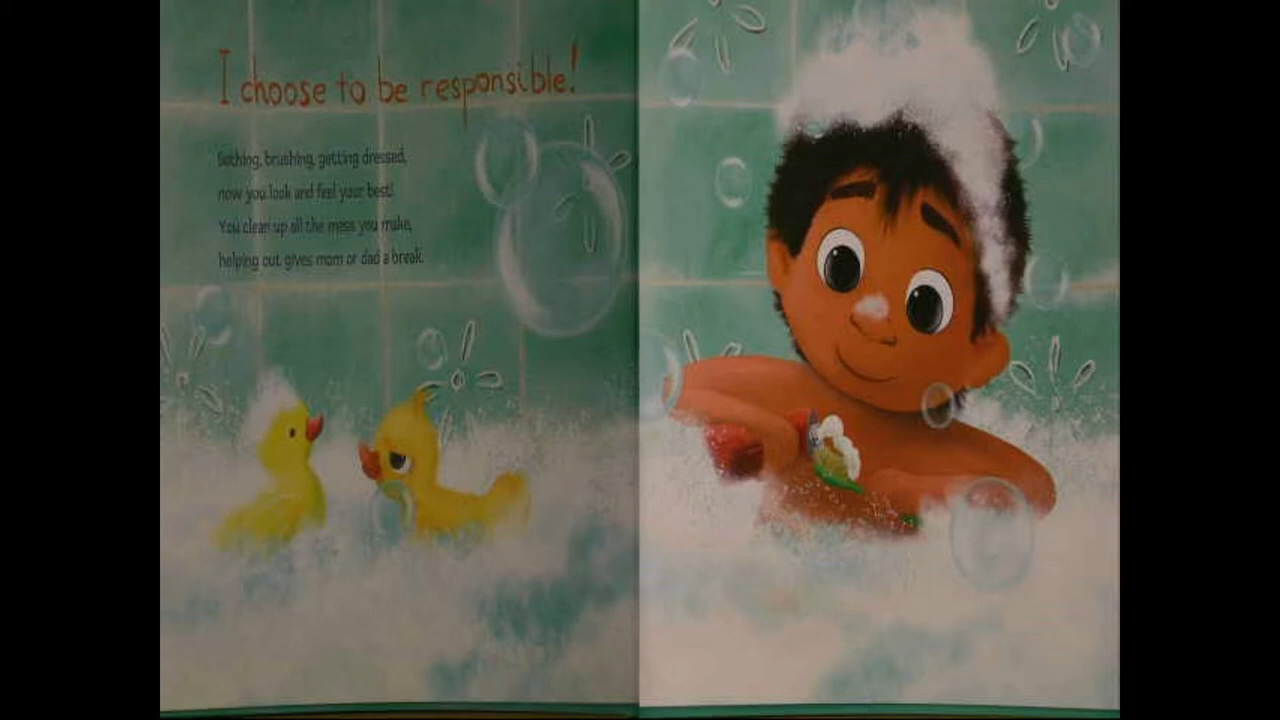 I choose to be responsible!
Bathing, brushing, getting dressed,
now you look and feel your best!
You clean up all the mess you make,
helping out gives mom or dad a break.